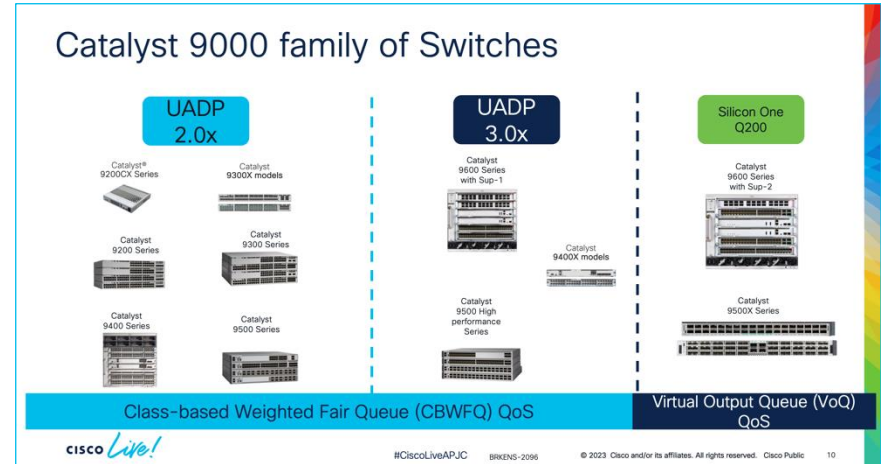 Catalyst 9000 family of Switches
UADP
2.0x
Catalyst®
9200CX Series
Catalyst
9300X models
Catalyst
9200 Series
Catalyst
9300 Series
Catalyst
9400 Series
Catalyst
9500 Series
UADP
3.0x
Catalyst
9600 Series
with Sup-1
Catalyst
9400X models
Catalyst
9500 High
performance
Series
Silicon One
Q200
Catalyst
9600 Series
with Sup-2
Catalyst
9500X Series
Class-based Weighted Fair Queue (CBWFQ) QoS
Virtual Output Queue (VoQ)
QoS
CISCO Live!
#CiscoLiveAPJC
BRKENS-2096
© 2023 Cisco and/or its affiliates. All rights reserved. Cisco Public
10